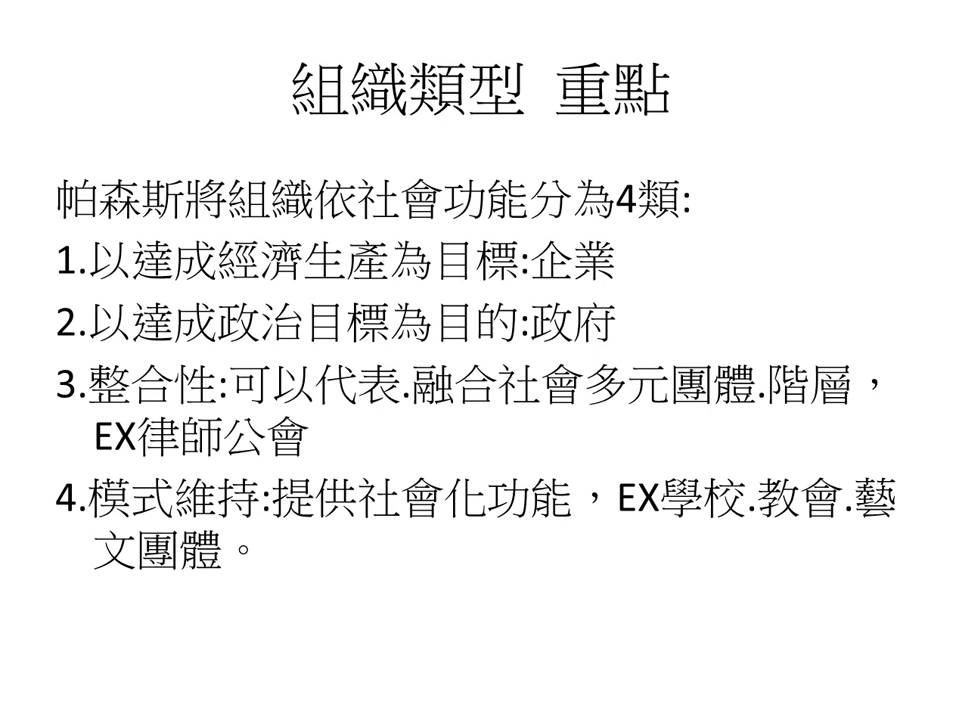 組織類型 重點
帕森斯將組織依社會功能分為4類:
1.以達成經濟生產為目標:企業
2.以達成政治目標為目的:政府
3.整合性:可以代表.融合社會多元團體.階層，
EX律師公會
4.模式維持:提供社會化功能，EX學校.教會.藝
文團體。